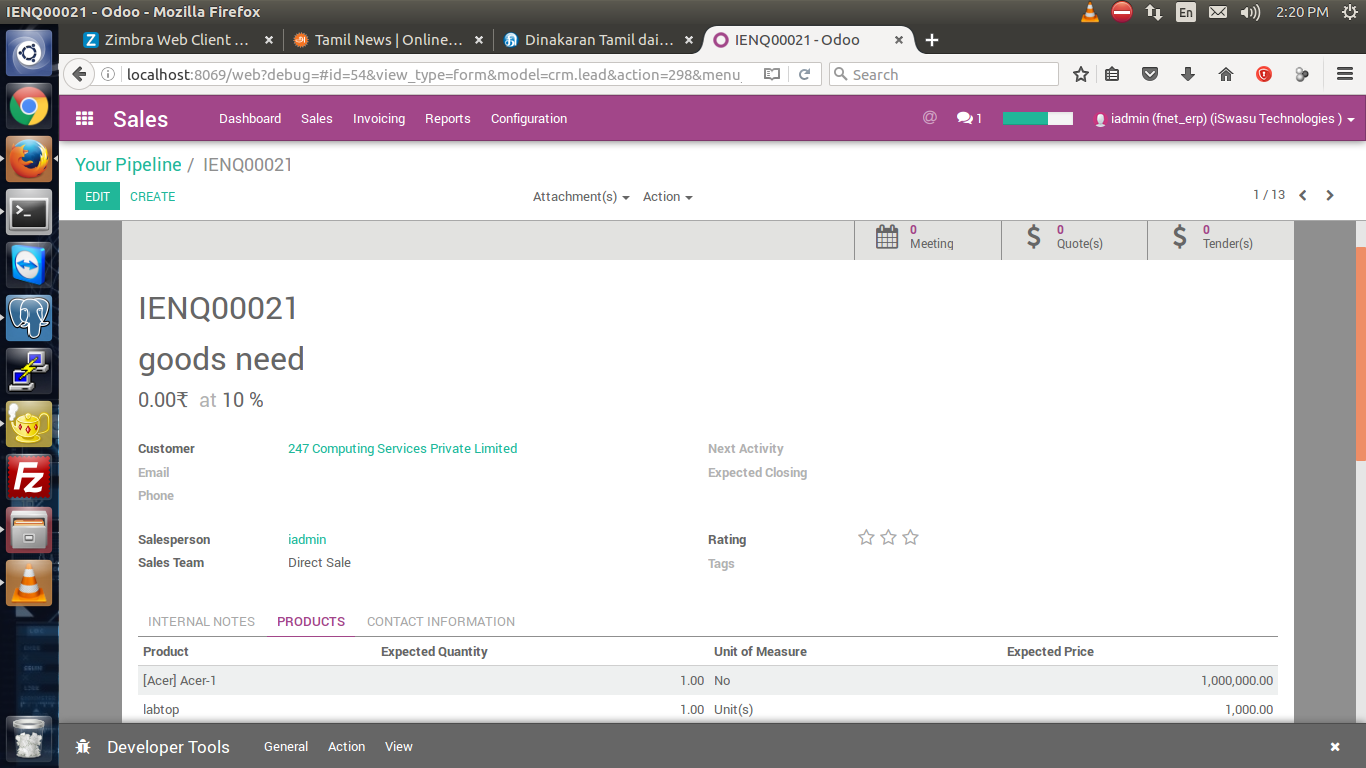 IENQ00021 - Odoo - Mozilla Firefox
En
2:20 PM
Zimbra Web Client ...
Tamil News | Online...
Dinakaran Tamil dai...
IENQ00021 - Odoo
localhost:8069/web?debug=#id=54&view_type=form&model=crm.lead&action=298&menu_
Search
Sales
Dashboard
Sales
Invoicing
Reports
Configuration
@
1
iadmin (fnet_erp) (iSwasu Technologies )
Your Pipeline / IENQ00021
EDIT
CREATE
Attachment(s)
Action
1 / 13
0
Meeting
$
0
Quote(s)
$
0
Tender(s)
IENQ00021
goods need
0.00₹ at 10 %
Customer
247 Computing Services Private Limited
Next Activity
Email
Expected Closing
Phone
Salesperson
iadmin
Rating
Sales Team
Direct Sale
Tags
INTERNAL NOTES
PRODUCTS
CONTACT INFORMATION
Product
Expected Quantity
Unit of Measure
Expected Price
[Acer] Acer-1
1.00
No
1,000,000.00
labtop
1.00
Unit(s)
1,000.00
Developer Tools
General
Action
View